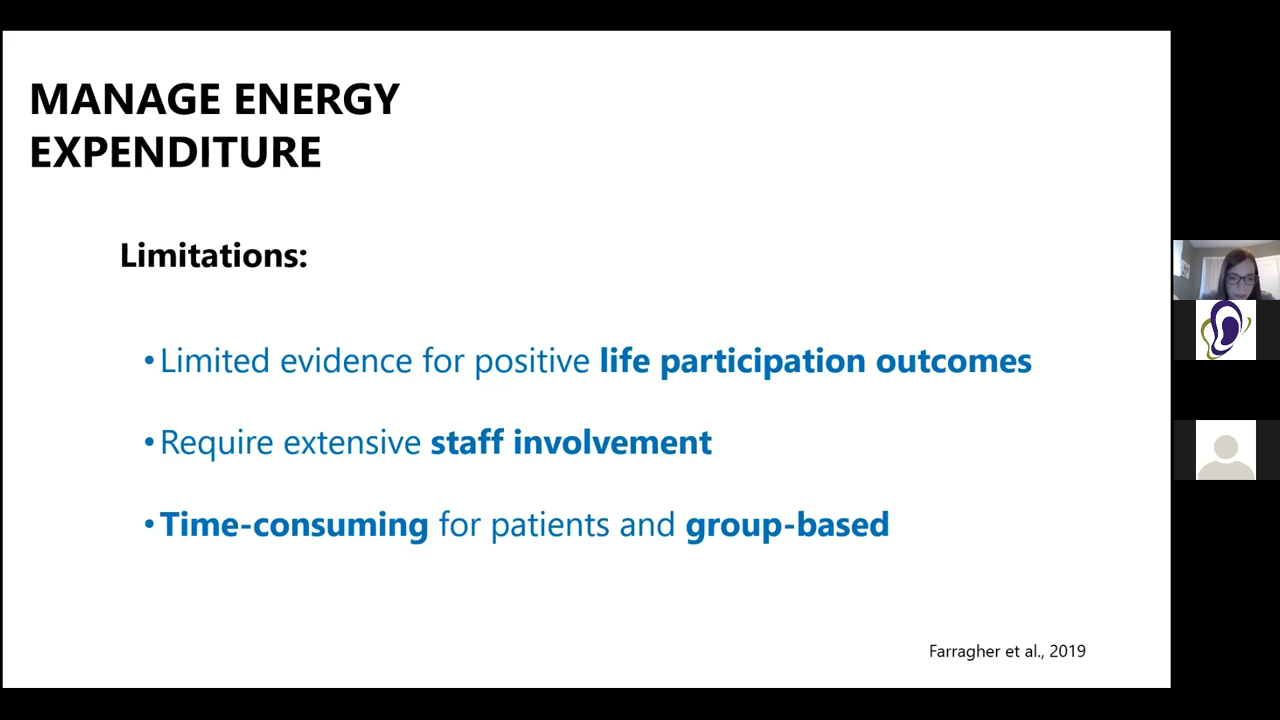 MANAGE ENERGY
EXPENDITURE
Limitations:
•Limited evidence for positive life participation outcomes
•Require extensive staff involvement
•Time-consuming for patients and group-based
Farragher et al., 2019